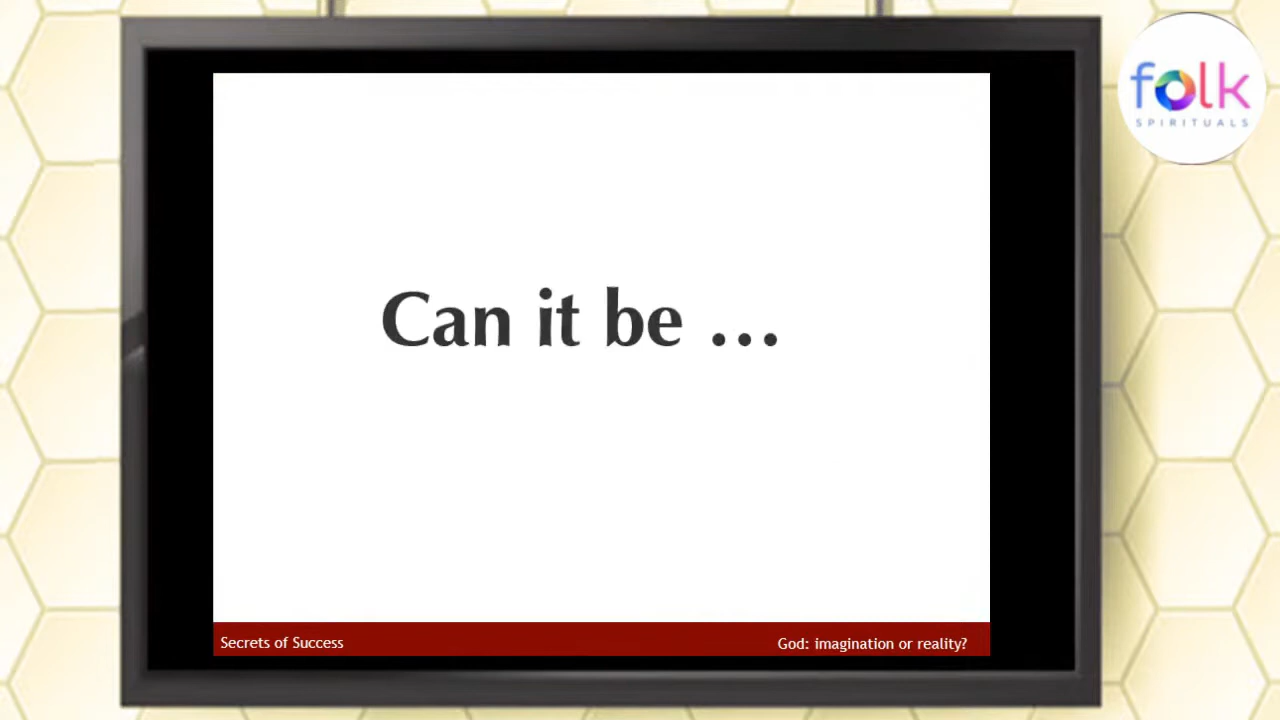 folk
SPIRITUALS
Can it be ...
Secrets of Success
God: imagination or reality?